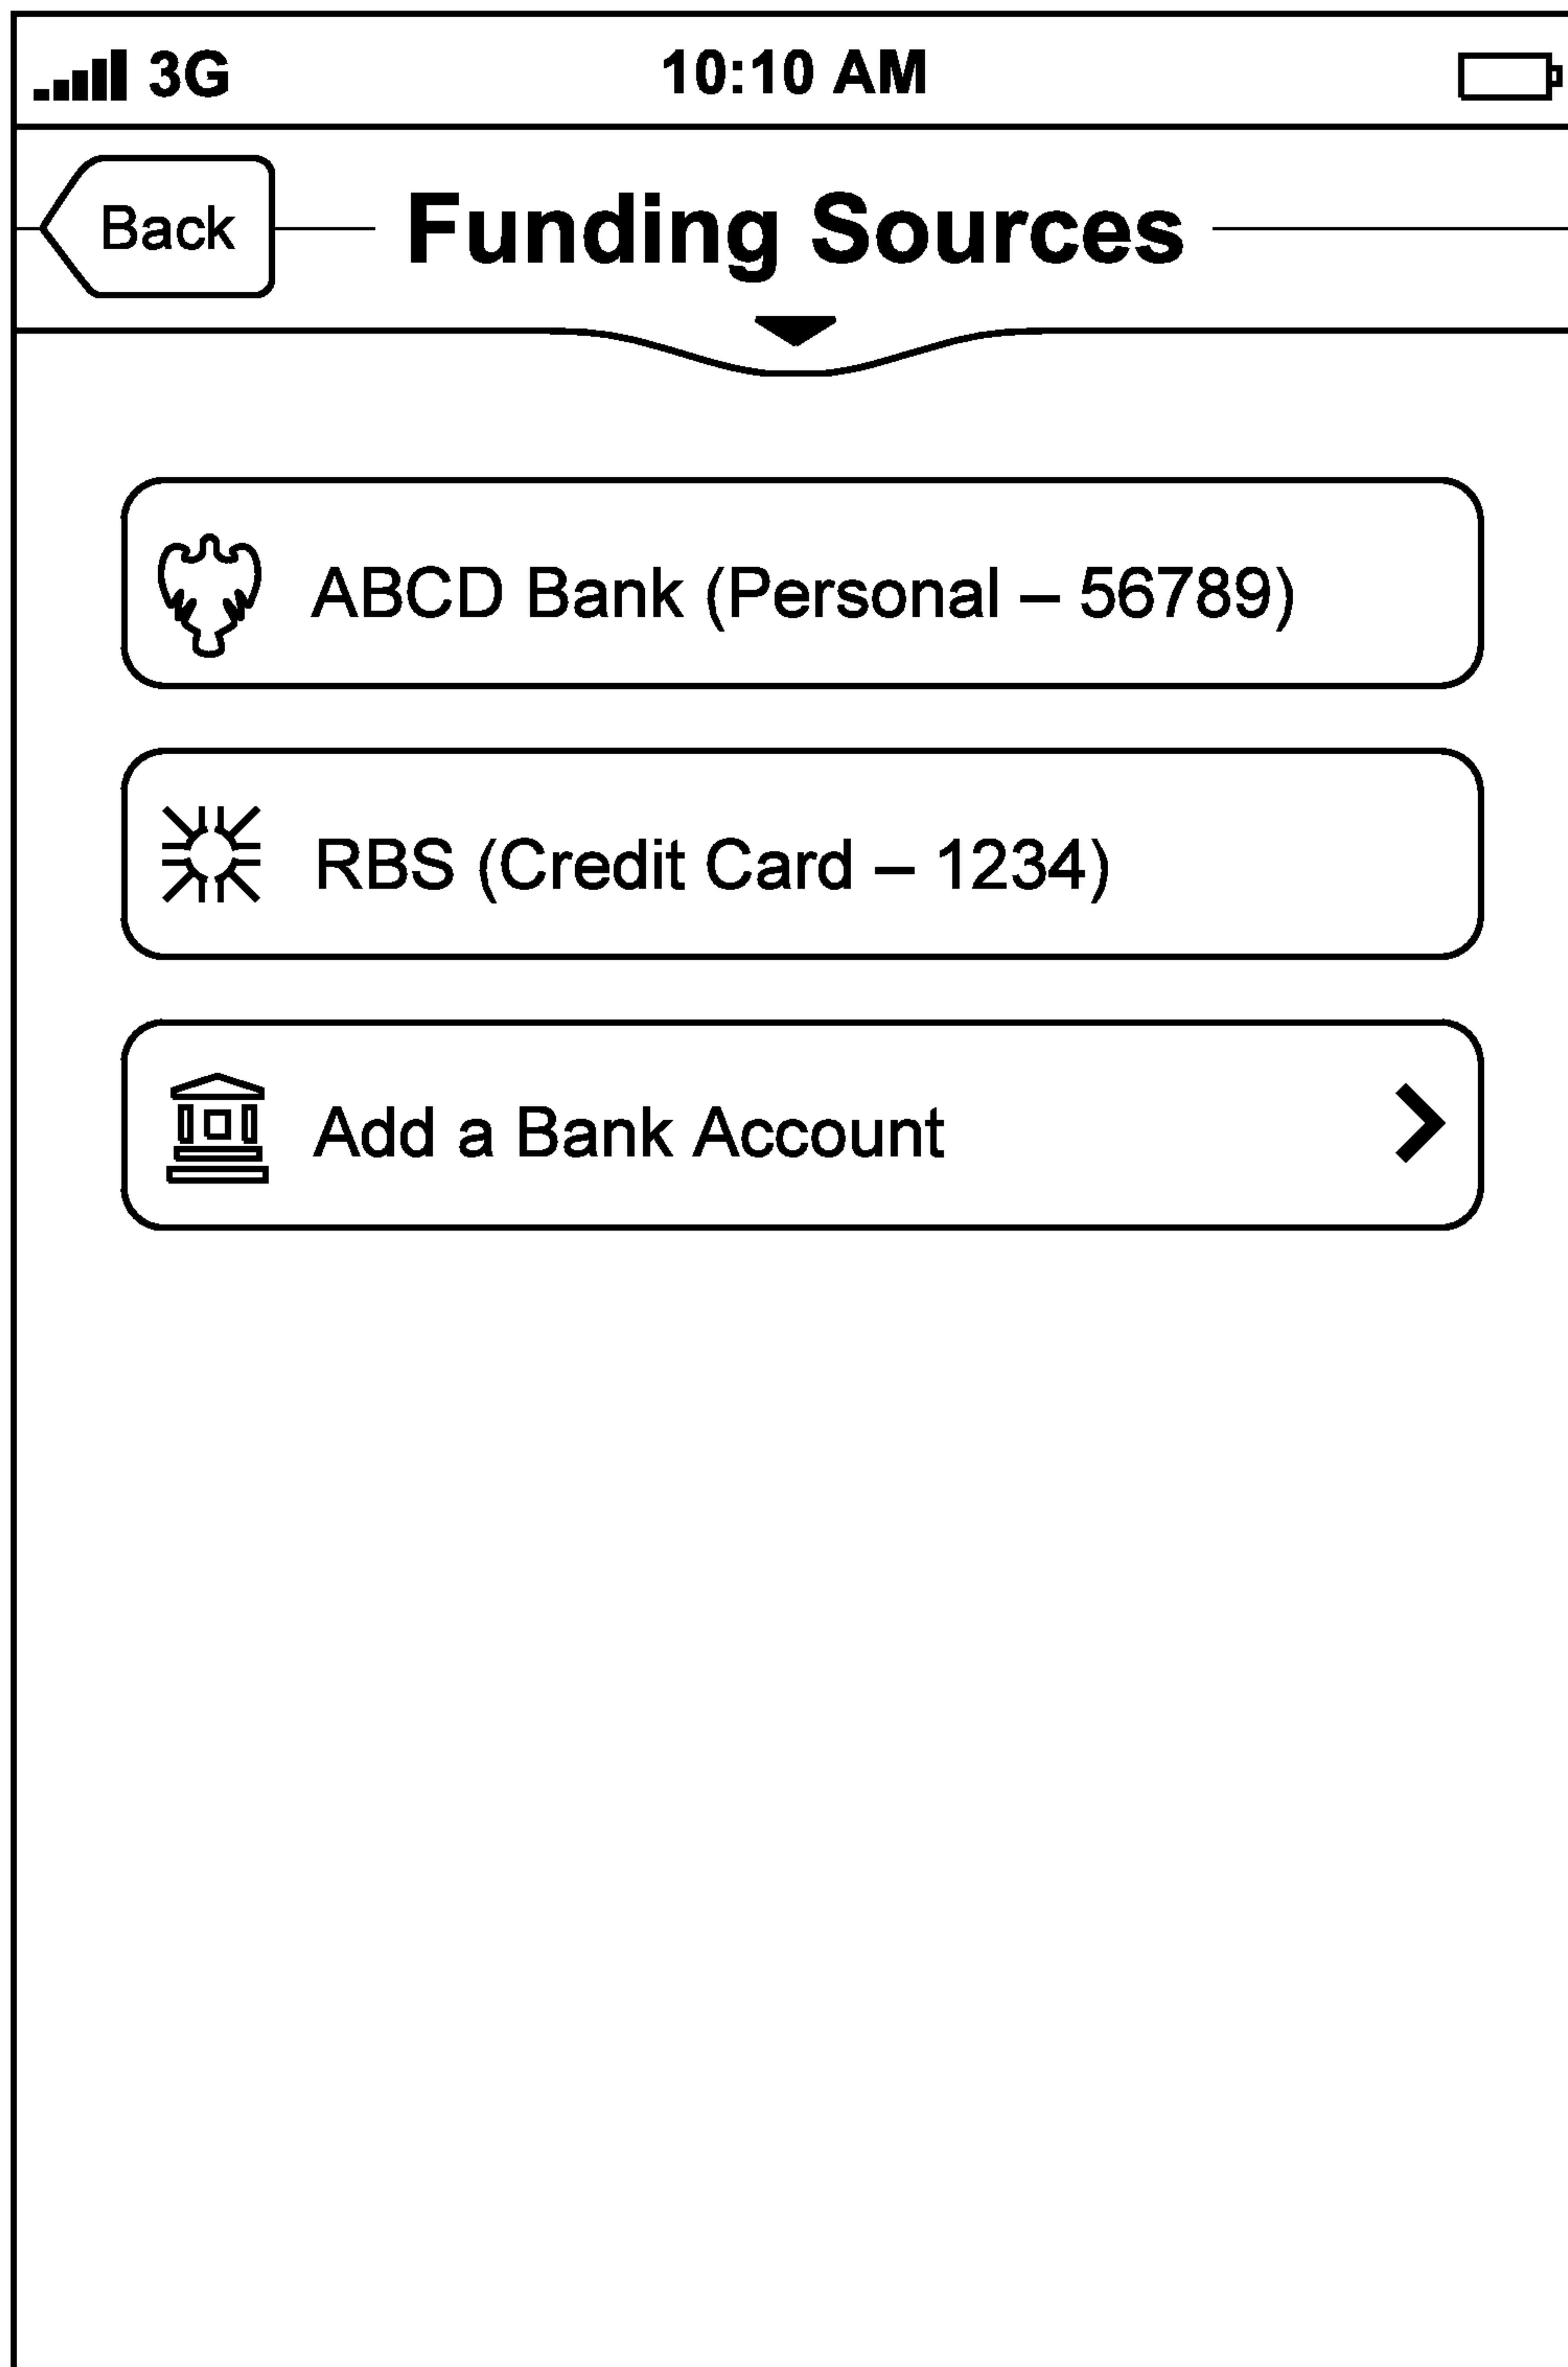 3G 10:10 AM
Back Funding Sources
ABCD Bank (Personal – 56789)
RBS (Credit Card – 1234)
Add a Bank Account